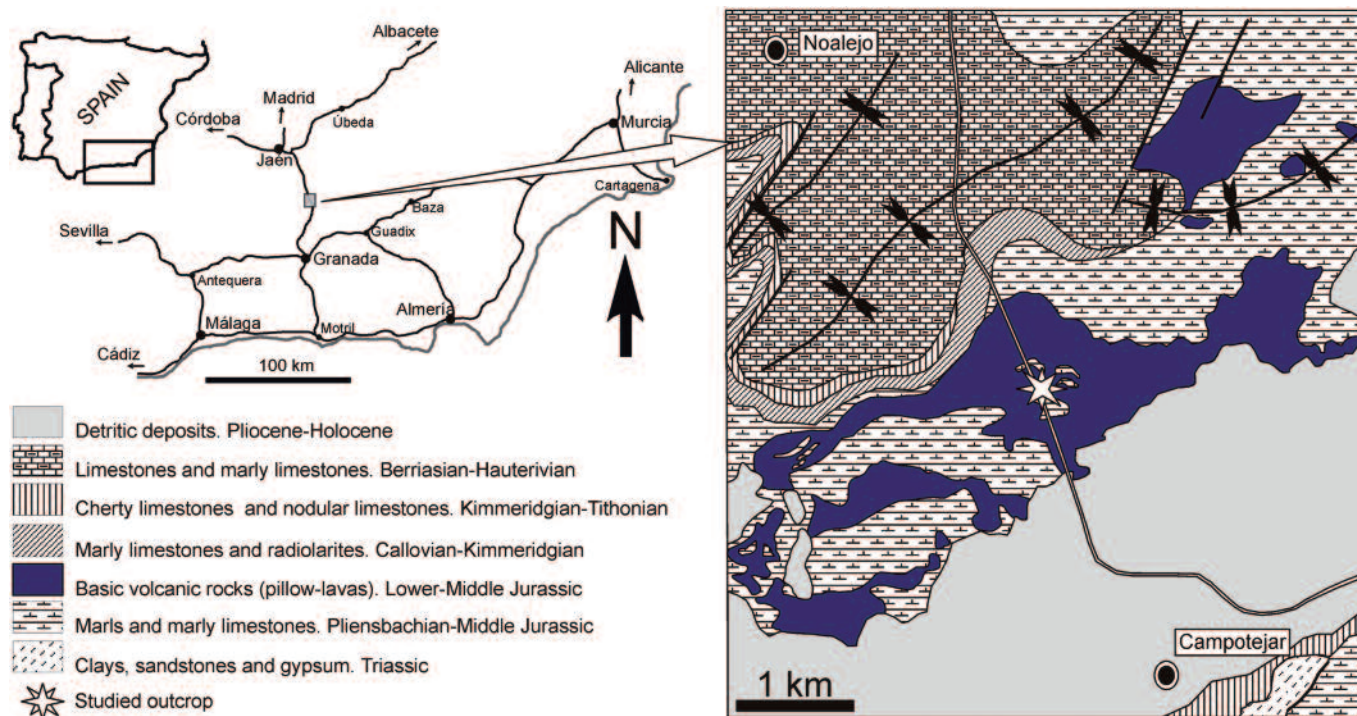 SPAIN
Albacete
Alicante
Madrid
Córdoba
Úbeda
Murcia
Jaén
Cartagena
Baza
Sevilla
Guadix
N
Granada
Antequera
Almería
Málaga
Motril
Cádiz
100 km
Detritic deposits. Pliocene-Holocene
Limestones and marly limestones. Berriasian-Hauterivian
Cherty limestones and nodular limestones. Kimmeridgian-Tithonian
Marly limestones and radiolarites. Callovian-Kimmeridgian
Basic volcanic rocks (pillow-lavas). Lower-Middle Jurassic
Marls and marly limestones. Pliensbachian-Middle Jurassic
Clays, sandstones and gypsum. Triassic
Studied outcrop
Noalejo
Campotejar
1 km